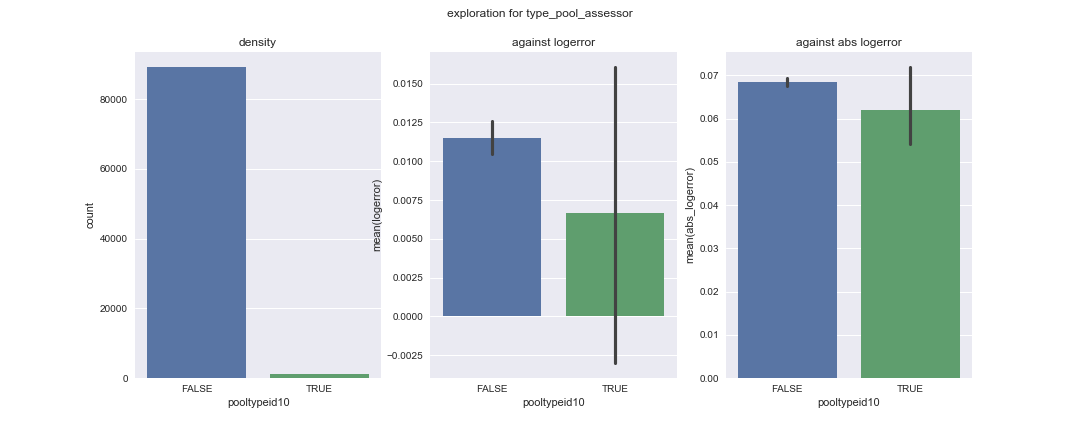 exploration for type_pool_assessor
density
count
80000
60000
40000
20000
0
FALSE
TRUE
pooltypeid10
against logerror
mean(logerror)
0.0150
0.0125
0.0100
0.0075
0.0050
0.0025
0.0000
−0.0025
FALSE
TRUE
pooltypeid10
against abs logerror
mean(abs_logerror)
0.07
0.06
0.05
0.04
0.03
0.02
0.01
0.00
FALSE
TRUE
pooltypeid10